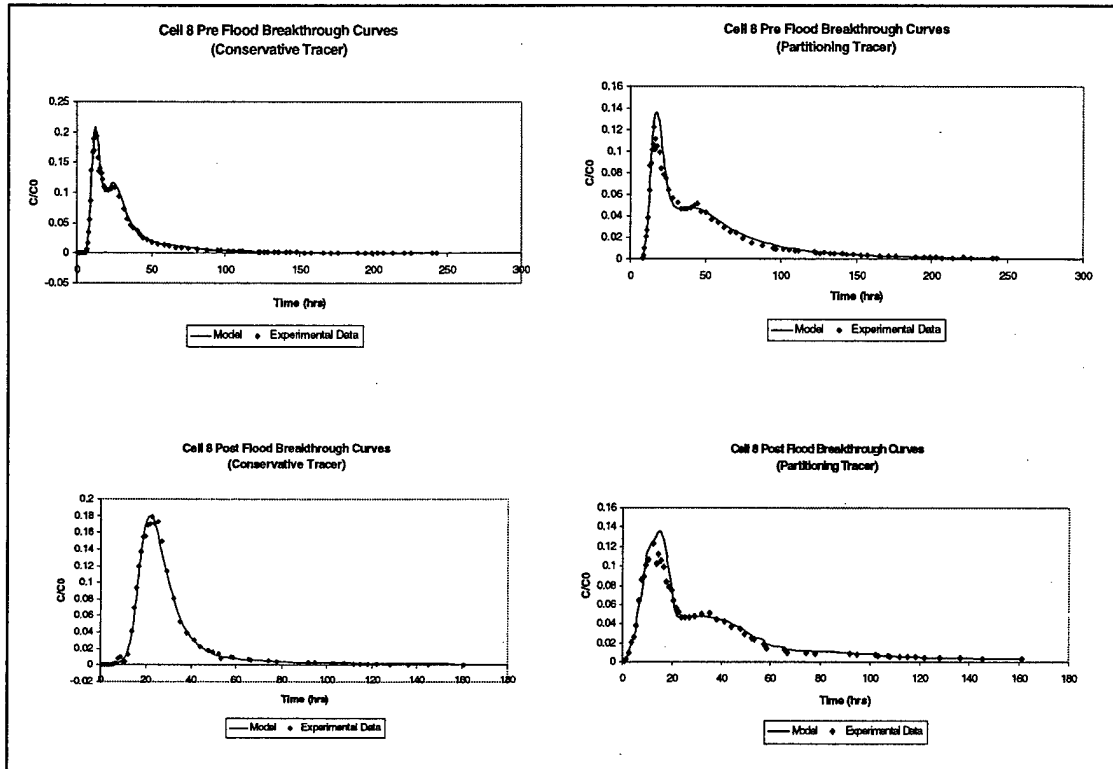 Cell 8 Pre Flood Breakthrough Curves
(Conservative Tracer)
0.25
0.2
0.15
0.1
0.05
0
-0.05
C/C0
0
50
100
150
200
250
300
Time (hrs)
Model
Experimental Data
Cell 8 Pre Flood Breakthrough Curves
(Partitioning Tracer)
0.16
0.14
0.12
0.1
0.08
0.06
0.04
0.02
0
C/C0
0
50
100
150
200
250
300
Time (hrs)
Model
Experimental Data
Cell 8 Post Flood Breakthrough Curves
(Conservative Tracer)
0.2
0.18
0.16
0.14
0.12
0.1
0.08
0.06
0.04
0.02
0
-0.02
C/C0
0
20
40
60
80
100
120
140
160
180
Time (hrs)
Model
Experimental Data
Cell 8 Post Flood Breakthrough Curves
(Partitioning Tracer)
0.16
0.14
0.12
0.1
0.08
0.06
0.04
0.02
0
C/C0
0
20
40
60
80
100
120
140
160
180
Time (hrs)
Model
Experimental Data